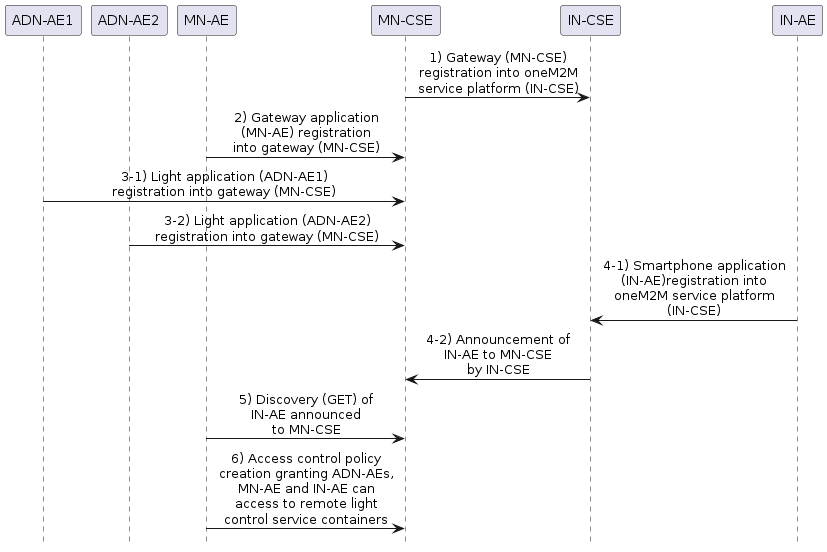 ADN-AE1 ADN-AE2 MN-AE MN-CSE IN-CSE IN-AE
1) Gateway (MN-CSE)
registration into oneM2M
service platform (IN-CSE)
2) Gateway application
(MN-AE) registration
into gateway (MN-CSE)
3-1) Light application (ADN-AE1)
registration into gateway (MN-CSE)
3-2) Light application (ADN-AE2)
registration into gateway (MN-CSE)
4-1) Smartphone application
(IN-AE)registration into
oneM2M service platform
(IN-CSE)
4-2) Announcement of
IN-AE to MN-CSE
by IN-CSE
5) Discovery (GET) of
IN-AE announced
to MN-CSE
6) Access control policy
creation granting ADN-AEs,
MN-AE and IN-AE can
access to remote light
control service containers